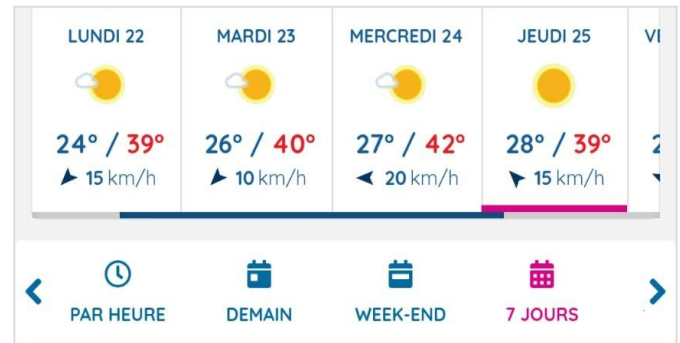 LUNDI 22 MARDI 23 MERCREDI 24 JEUDI 25
24° / 39° 26° / 40° 27° / 42° 28° / 39°
15 km/h 10 km/h 20 km/h 15 km/h
PAR HEURE DEMAIN WEEK-END 7 JOURS